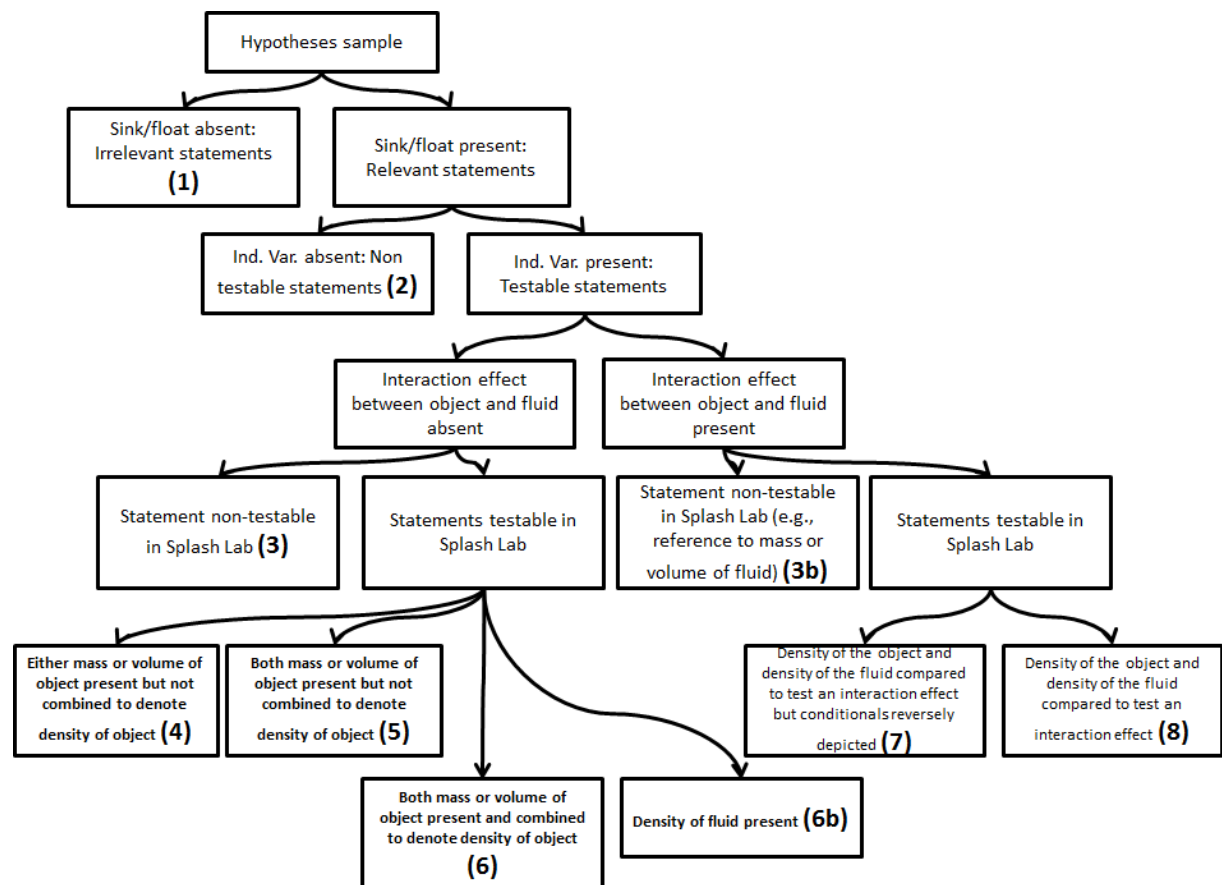 Hypotheses sample
Sink/float absent:
Irrelevant statements
(1)
Sink/float present:
Relevant statements
Ind. Var. absent: Non
testable statements (2)
Ind. Var. present:
Testable statements
Interaction effect
between object and fluid
absent
Interaction effect
between object and fluid
present
Statement non-testable
in Splash Lab (3)
Statements testable in
Splash Lab
Statement non-testable
in Splash Lab (e.g.,
reference to mass or
volume of fluid) (3b)
Statements testable in
Splash Lab
Either mass or volume of
object present but not
combined to denote
density of object (4)
Both mass or volume of
object present but not
combined to denote
density of object (5)
Density of the object and
density of the fluid compared
to test an interaction effect
but conditionals reversely
depicted (7)
Density of the object and
density of the fluid
compared to test an
interaction effect (8)
Both mass or volume of
object present and combined
to denote density of object
(6)
Density of fluid present (6b)